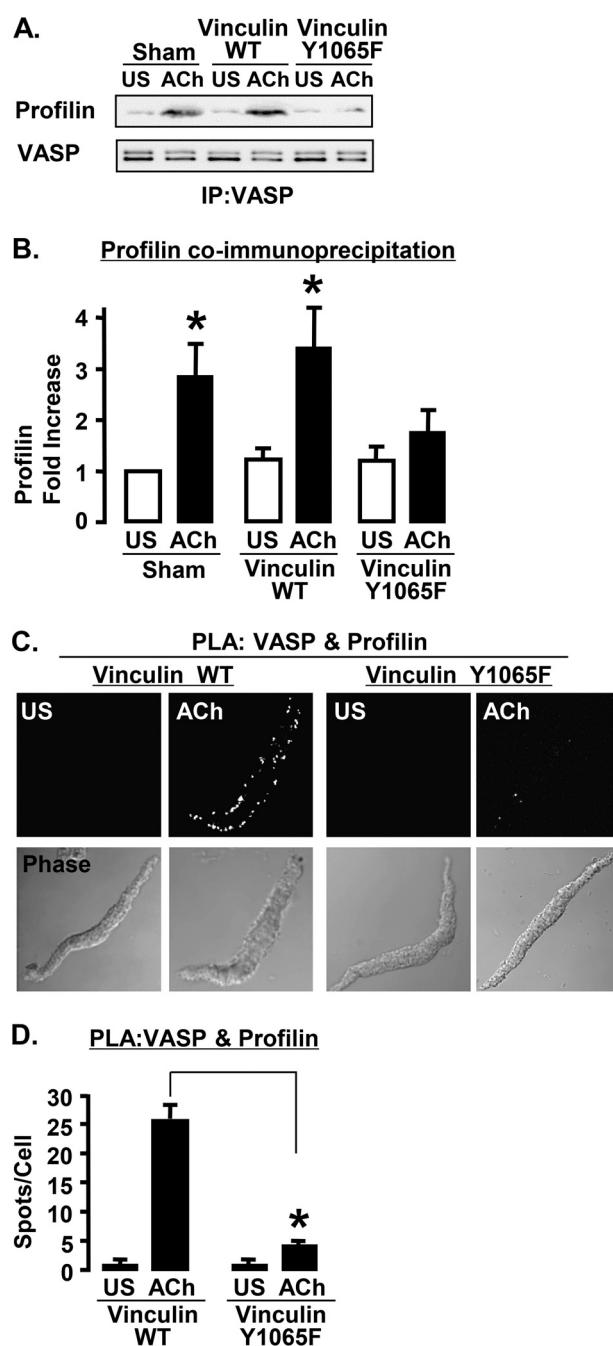 A.
Sham
Vinculin WT
Vinculin Y1065F
US ACh US ACh US ACh
Profilin
VASP
IP:VASP
B.
Profilin co-immunoprecipitation
Profilin
Fold Increase
4
3
2
1
0
*
*
US ACh US ACh US ACh
Sham
Vinculin WT
Vinculin Y1065F
C.
PLA: VASP & Profilin
Vinculin WT
Vinculin Y1065F
US
ACh
US
ACh
Phase
D.
PLA:VASP & Profilin
Spots/Cell
30
25
20
15
10
5
0
*
US ACh US ACh
Vinculin WT
Vinculin Y1065F